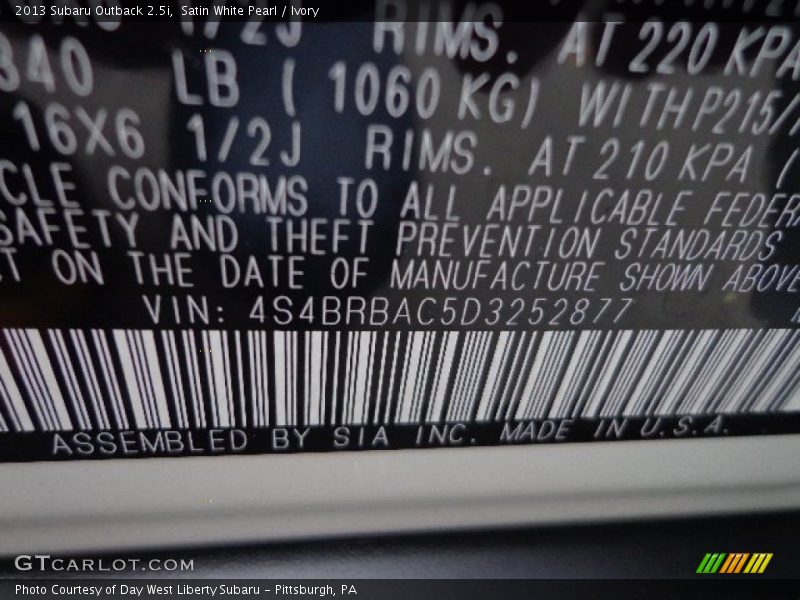 2013 Subaru Outback 2.5i, Satin White Pearl / Ivory
1/2J RIMS. AT 220 KPA
340 LB ( 1060 KG) WITH P215/
16X6 1/2J RIMS. AT 210 KPA (
CLE CONFORMS TO ALL APPLICABLE FEDER
SAFETY AND THEFT PREVENTION STANDARDS
T ON THE DATE OF MANUFACTURE SHOWN ABOVE
VIN: 4S4BRBAC5D3252877
ASSEMBLED BY SIA INC. MADE IN U.S.A.
GTCARLOT.COM
Photo Courtesy of Day West Liberty Subaru - Pittsburgh, PA